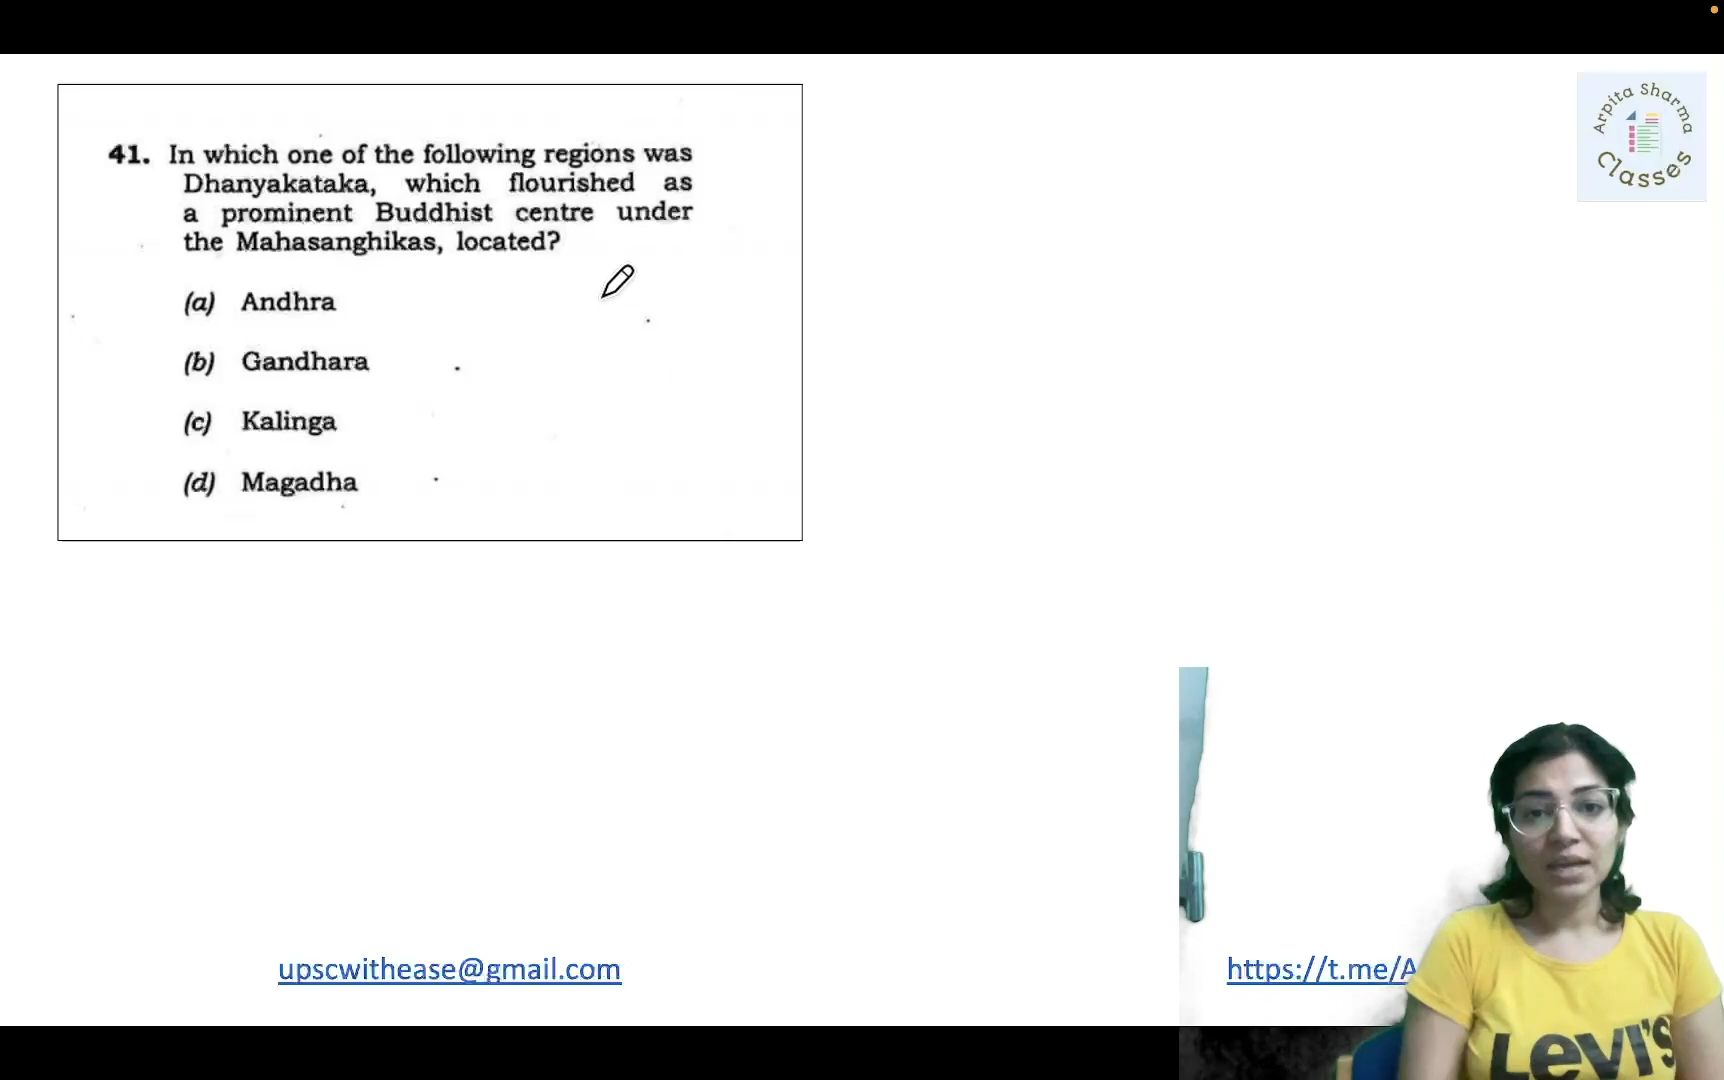 Arpita Sharma
Classes
41. In which one of the following regions was
Dhanyakataka, which flourished as
a prominent Buddhist centre under
the Mahasanghikas, located?
(a) Andhra
(b) Gandhara
(c) Kalinga
(d) Magadha
upscwithease@gmail.com
https://t.me/A
Levi's